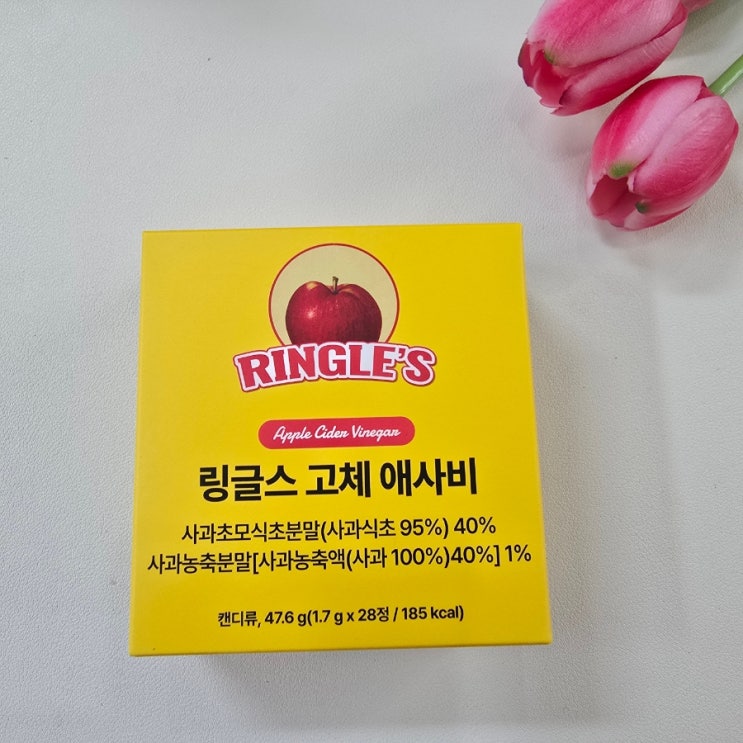 RINGLE'S
Apple Cider Vinegar
링글스 고체 애사비
사과초모식초분말(사과식초 95%) 40%
사과농축분말[사과농축액(사과 100%)40%] 1%
캔디류, 47.6 g(1.7 g x 28정 / 185 kcal)